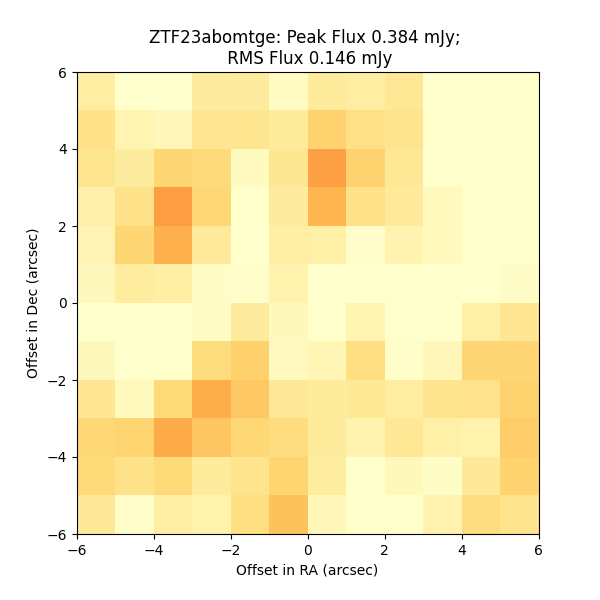 ZTF23abomtge: Peak Flux 0.384 mJy;
RMS Flux 0.146 mJy
6
4
2
0
−2
−4
−6
Offset in Dec (arcsec)
−6 −4 −2 0 2 4 6
Offset in RA (arcsec)